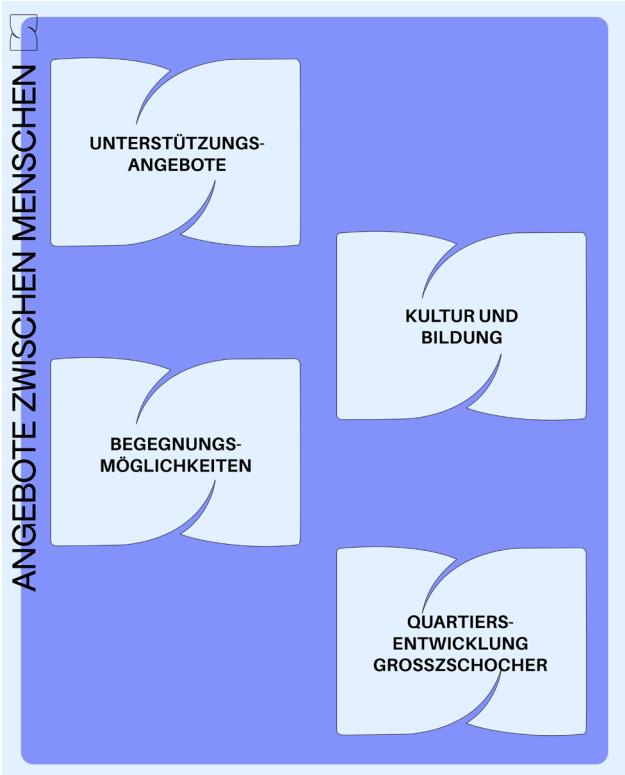 ANGEBOTE ZWISCHEN MENSCHEN
UNTERSTÜTZUNGS-
ANGEBOTE
KULTUR UND
BILDUNG
BEGEGNUNGS-
MÖGLICHKEITEN
QUARTIERS-
ENTWICKLUNG
GROSSZSCHOCHER